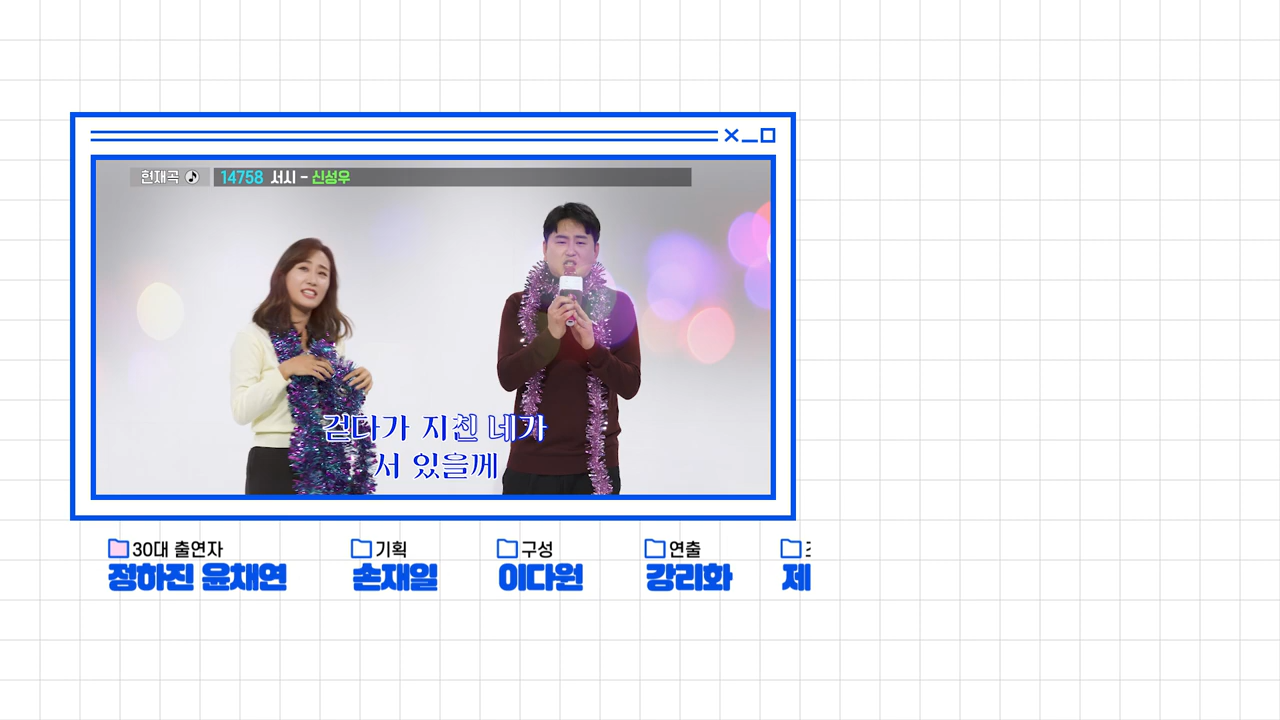 현재곡 14758 서시 - 신성우
걷다가 지친 네가
서 있을께
30대 출연자 기획 구성 연출
정하진 윤채연 손재일 이다원 강리화 제